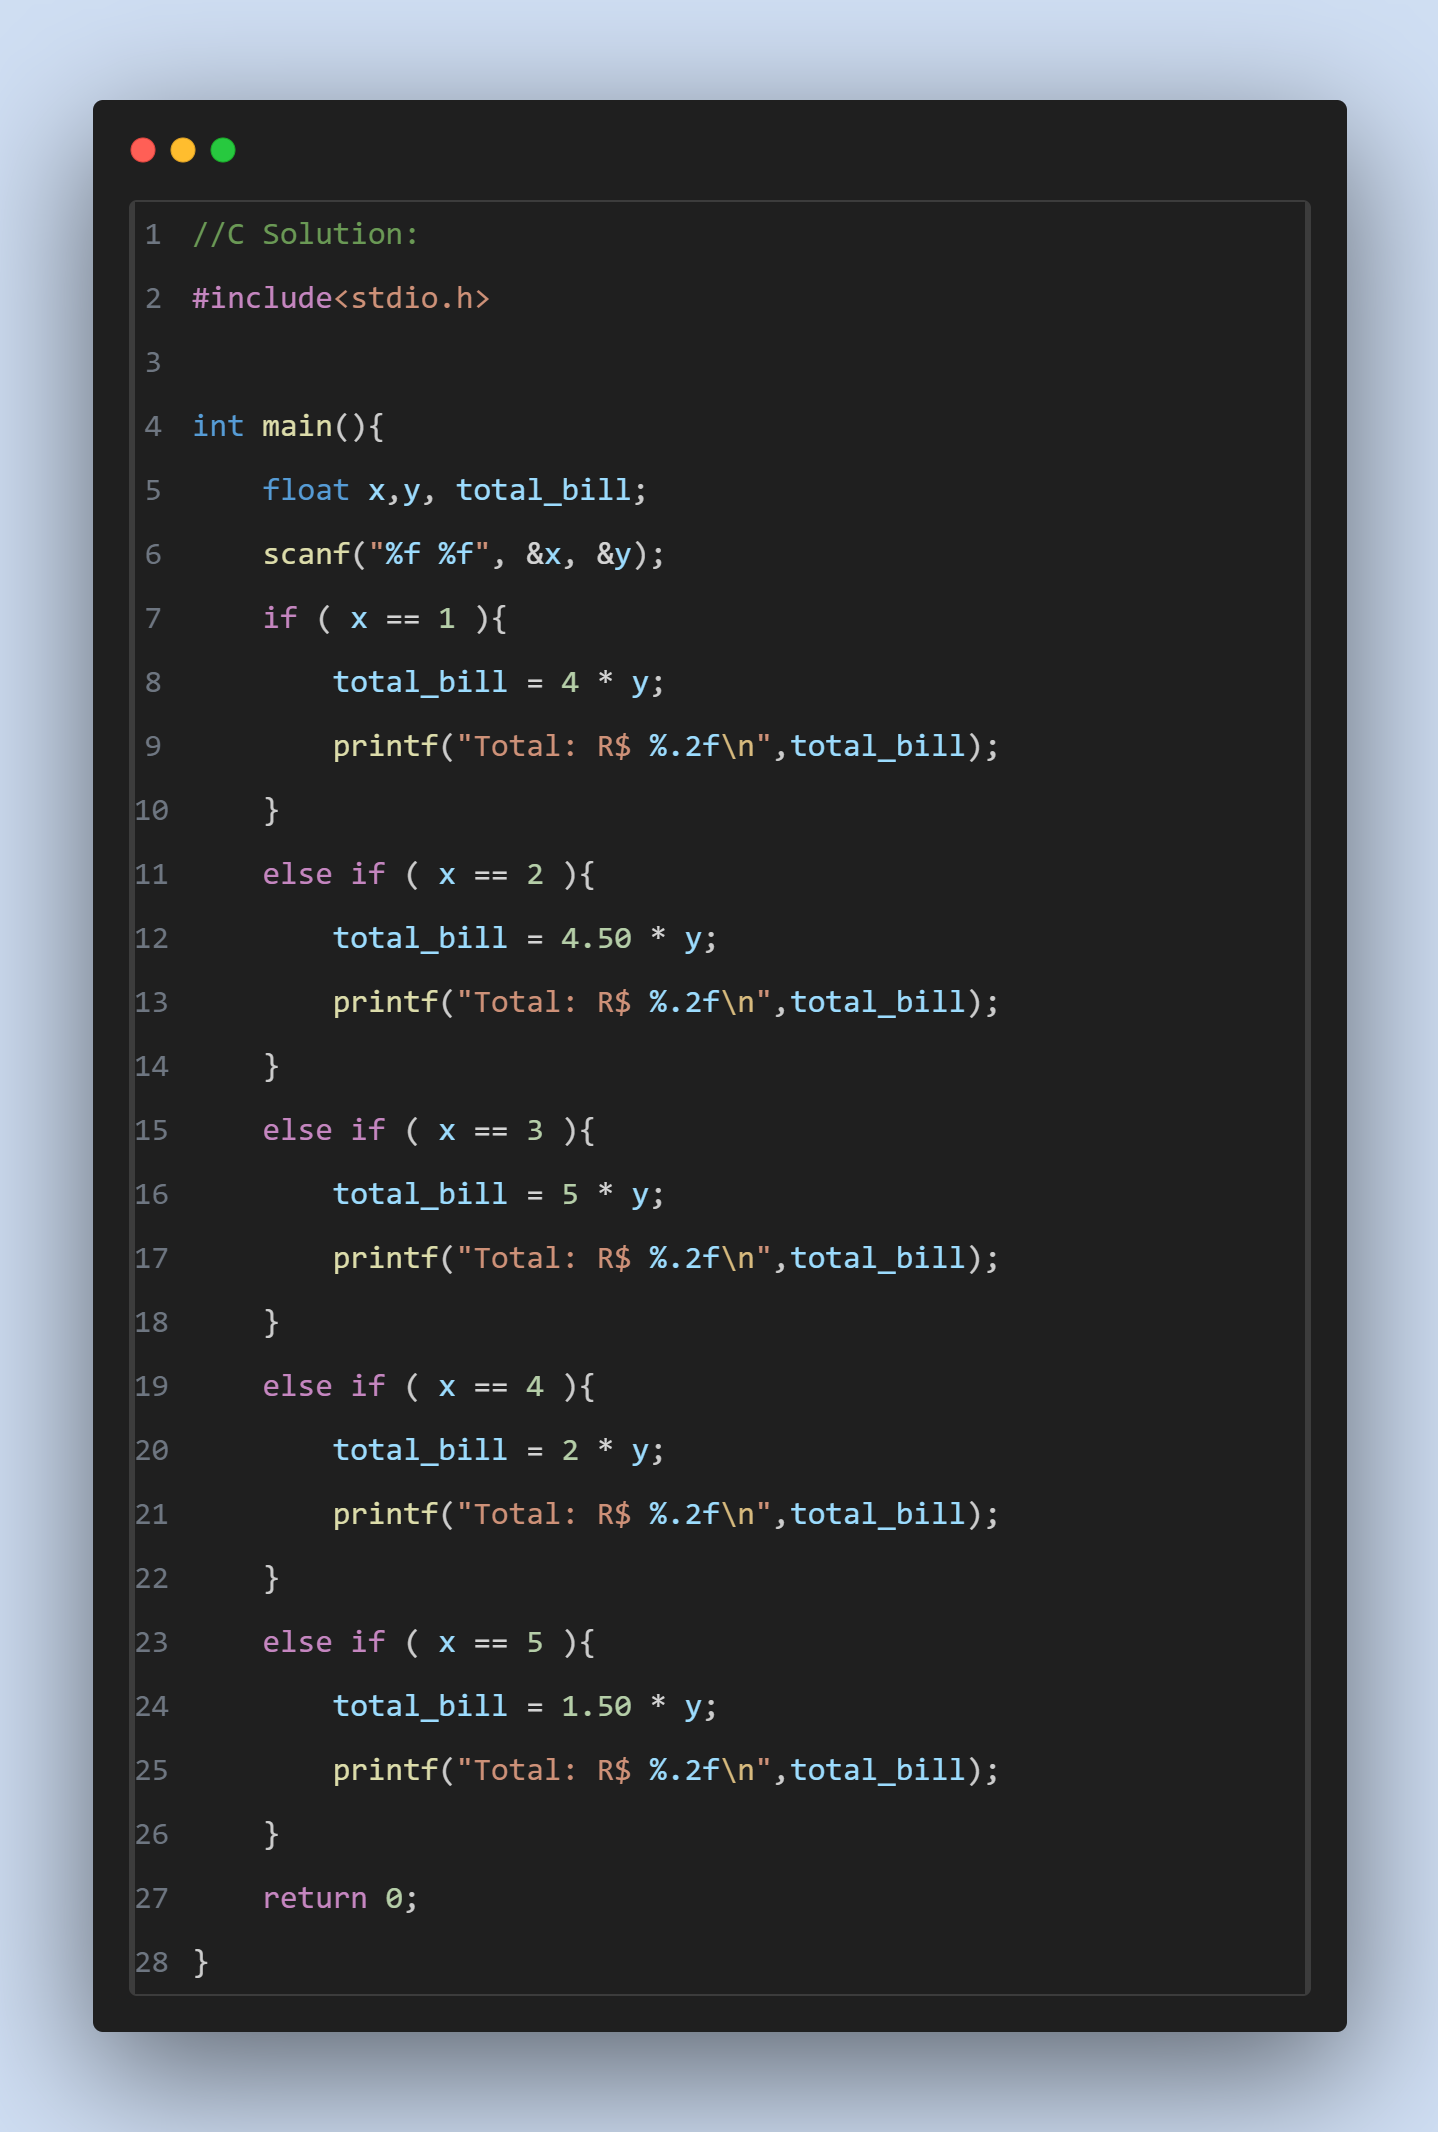 1 //C Solution:
2 #include<stdio.h>
3
4 int main(){
5     float x,y, total_bill;
6     scanf("%f %f", &x, &y);
7     if ( x == 1 ){
8         total_bill = 4 * y;
9         printf("Total: R$ %.2f\n",total_bill);
10     }
11     else if ( x == 2 ){
12         total_bill = 4.50 * y;
13         printf("Total: R$ %.2f\n",total_bill);
14     }
15     else if ( x == 3 ){
16         total_bill = 5 * y;
17         printf("Total: R$ %.2f\n",total_bill);
18     }
19     else if ( x == 4 ){
20         total_bill = 2 * y;
21         printf("Total: R$ %.2f\n",total_bill);
22     }
23     else if ( x == 5 ){
24         total_bill = 1.50 * y;
25         printf("Total: R$ %.2f\n",total_bill);
26     }
27     return 0;
28 }